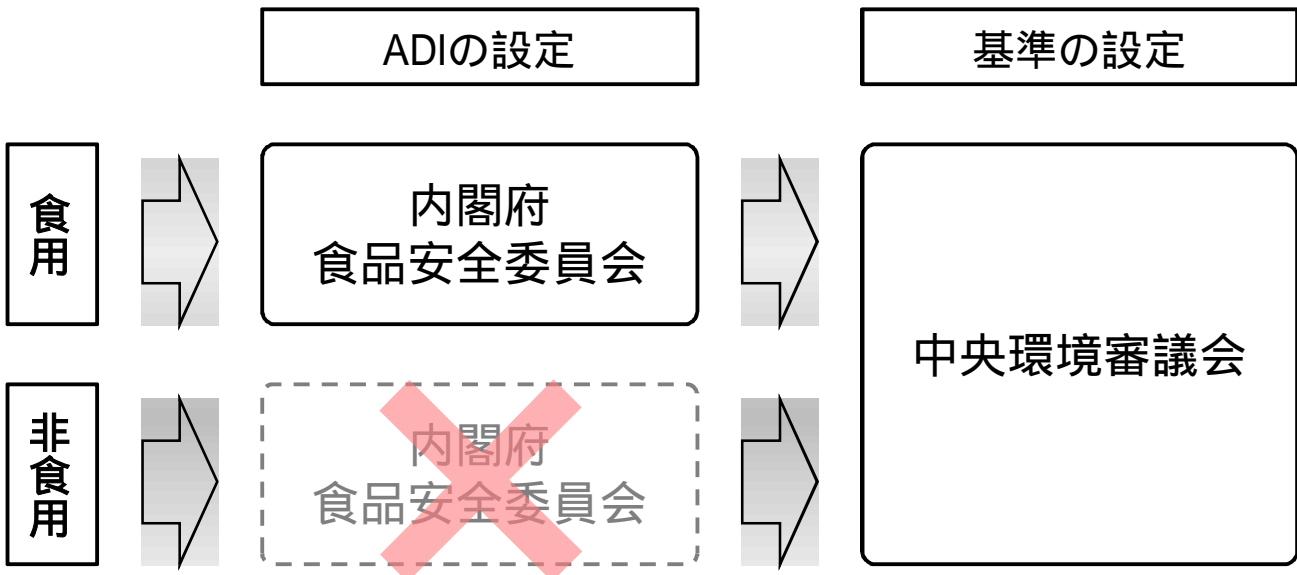 ADIの設定
基準の設定
食用
内閣府
食品安全委員会
中央環境審議会
非食用
内閣府
食品安全委員会